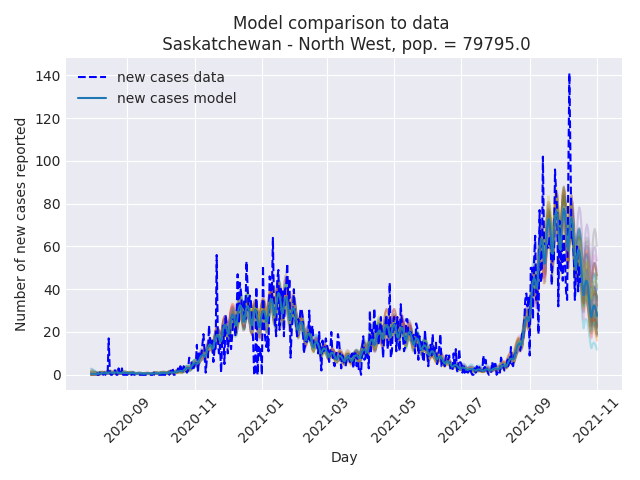 Model comparison to data
Saskatchewan - North West, pop. = 79795.0
new cases data
new cases model
Number of new cases reported
140
120
100
80
60
40
20
0
2020-09
2020-11
2021-01
2021-03
2021-05
2021-07
2021-09
2021-11
Day